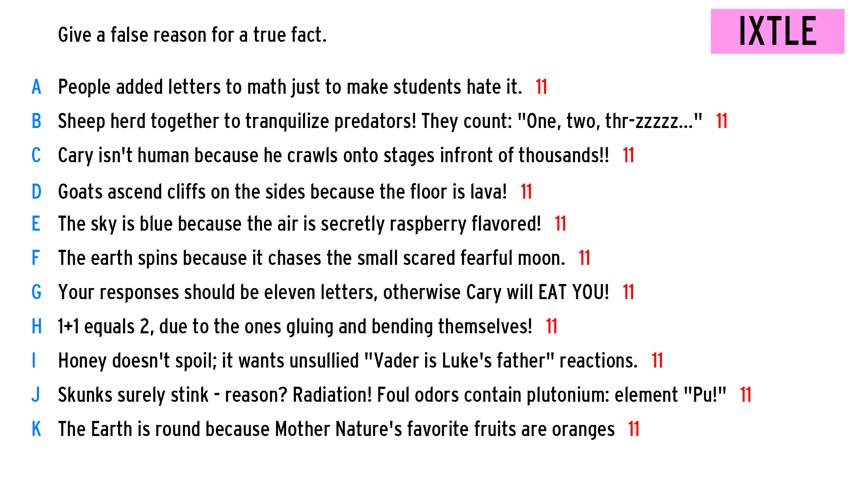 Give a false reason for a true fact.
IXTLE
A People added letters to math just to make students hate it. 11
B Sheep herd together to tranquilize predators! They count: "One, two, thr-zzzzz..." 11
C Cary isn't human because he crawls onto stages infront of thousands!! 11
D Goats ascend cliffs on the sides because the floor is lava! 11
E The sky is blue because the air is secretly raspberry flavored! 11
F The earth spins because it chases the small scared fearful moon. 11
G Your responses should be eleven letters, otherwise Cary will EAT YOU! 11
H 1+1 equals 2, due to the ones gluing and bending themselves! 11
I Honey doesn't spoil; it wants unsullied "Vader is Luke's father" reactions. 11
J Skunks surely stink - reason? Radiation! Foul odors contain plutonium: element "Pu!" 11
K The Earth is round because Mother Nature's favorite fruits are oranges 11